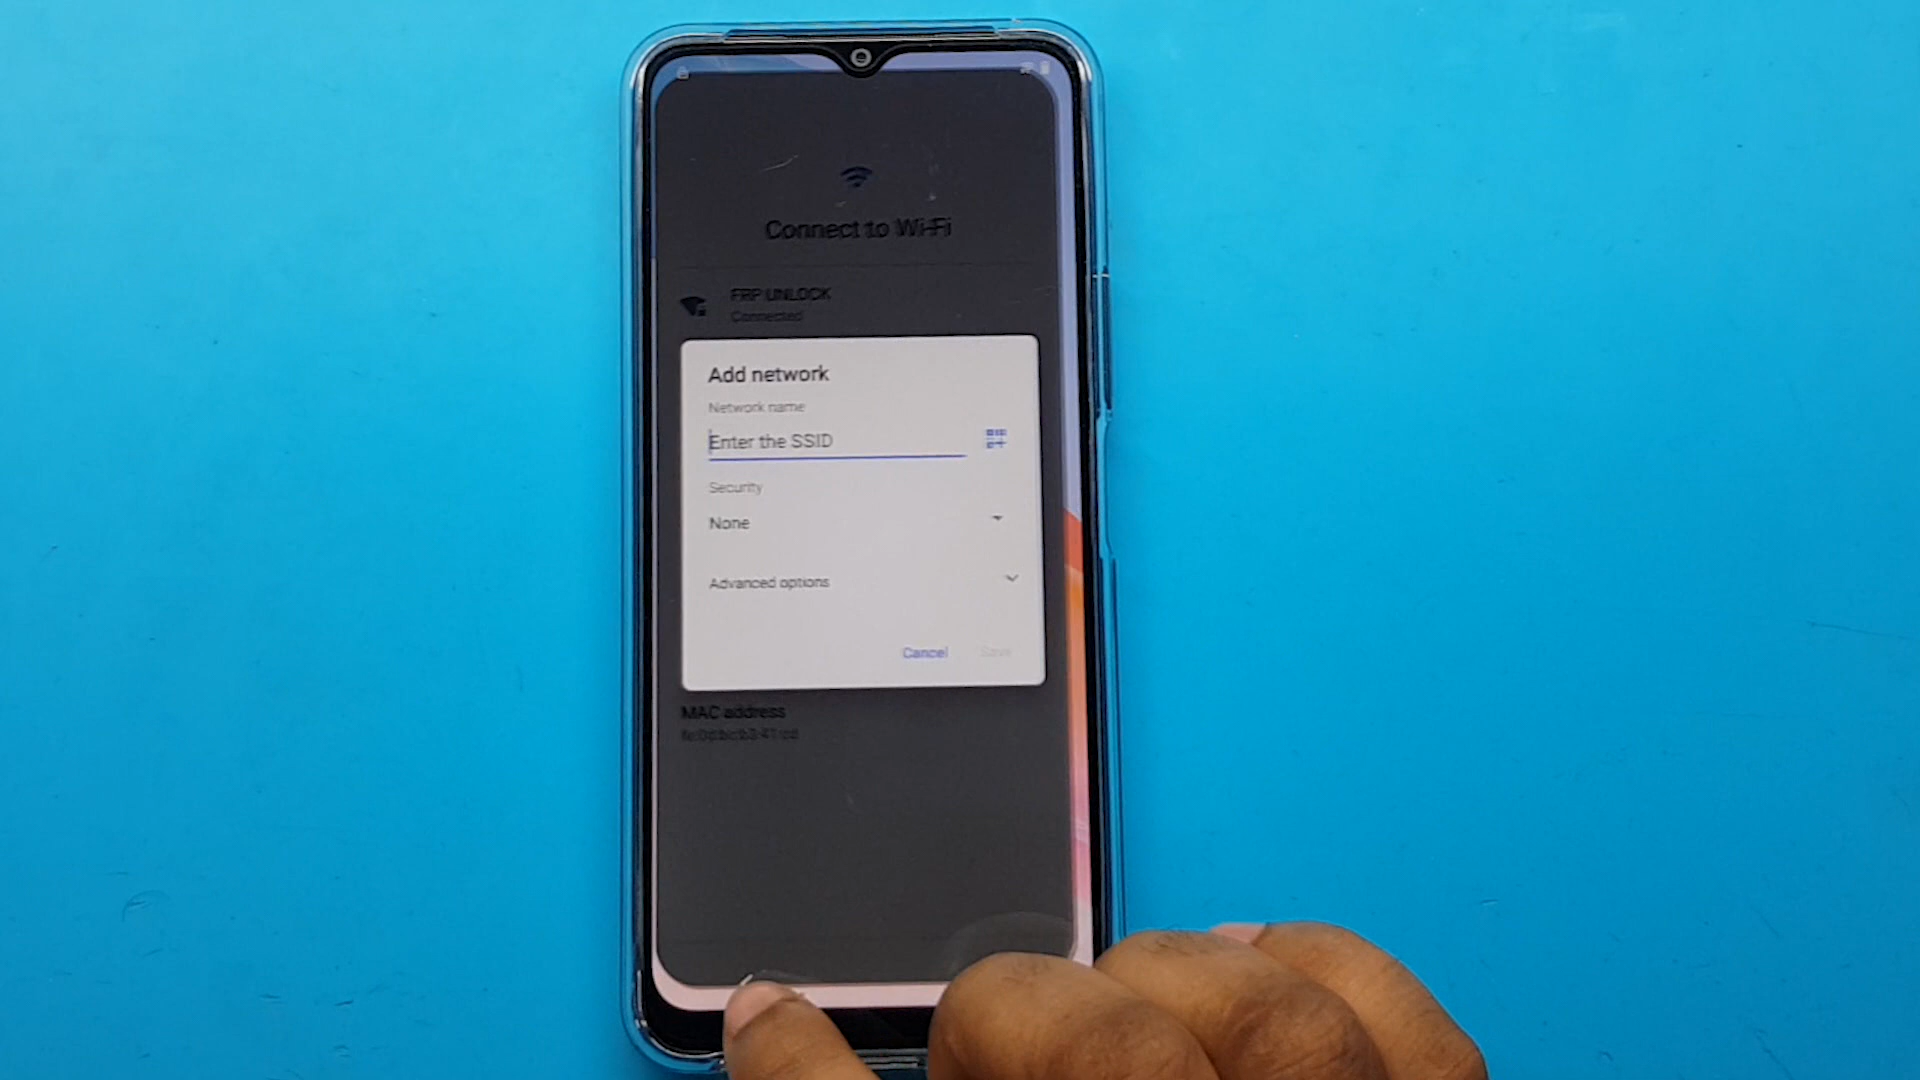 Connect to Wi-Fi
FRP UNLOCK
Connected
Add network
Network name
Enter the SSID
Security
None
Advanced options
Cancel Save
MAC address